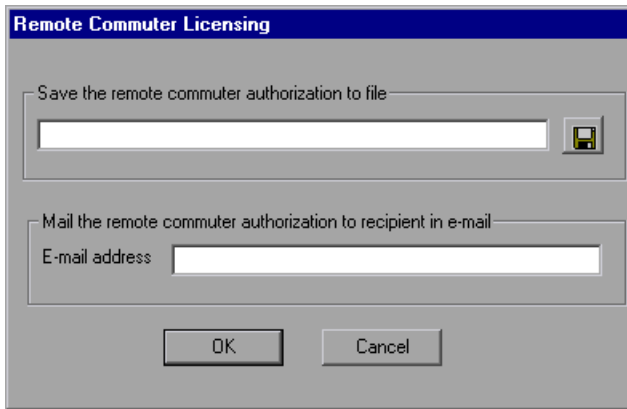 Remote Commuter Licensing
Save the remote commuter authorization to file
Mail the remote commuter authorization to recipient in e-mail
E-mail address
OK
Cancel